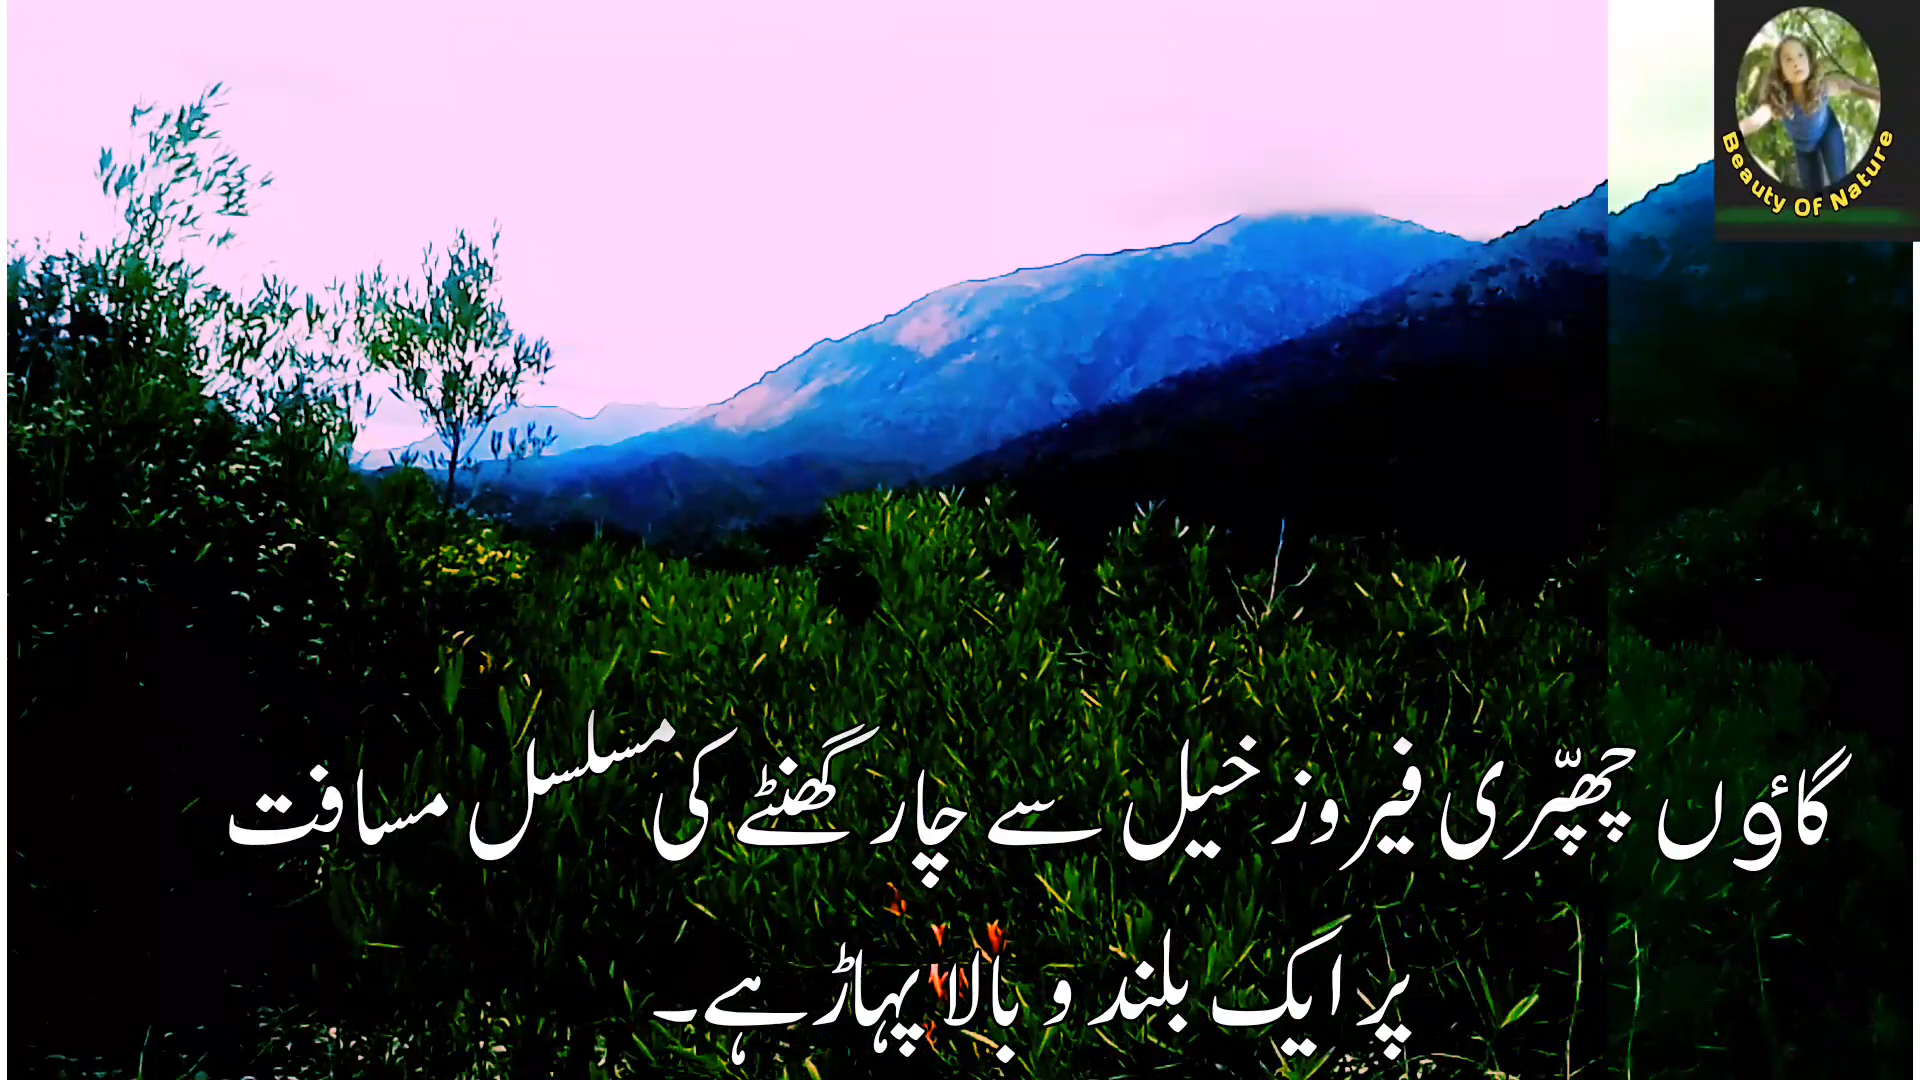 Beauty Of Nature
گاؤں چھپّری فیروز خیل سے چار گھنٹے کی مسلسل مسافت
پر ایک بلند و بالا پہاڑ ہے۔